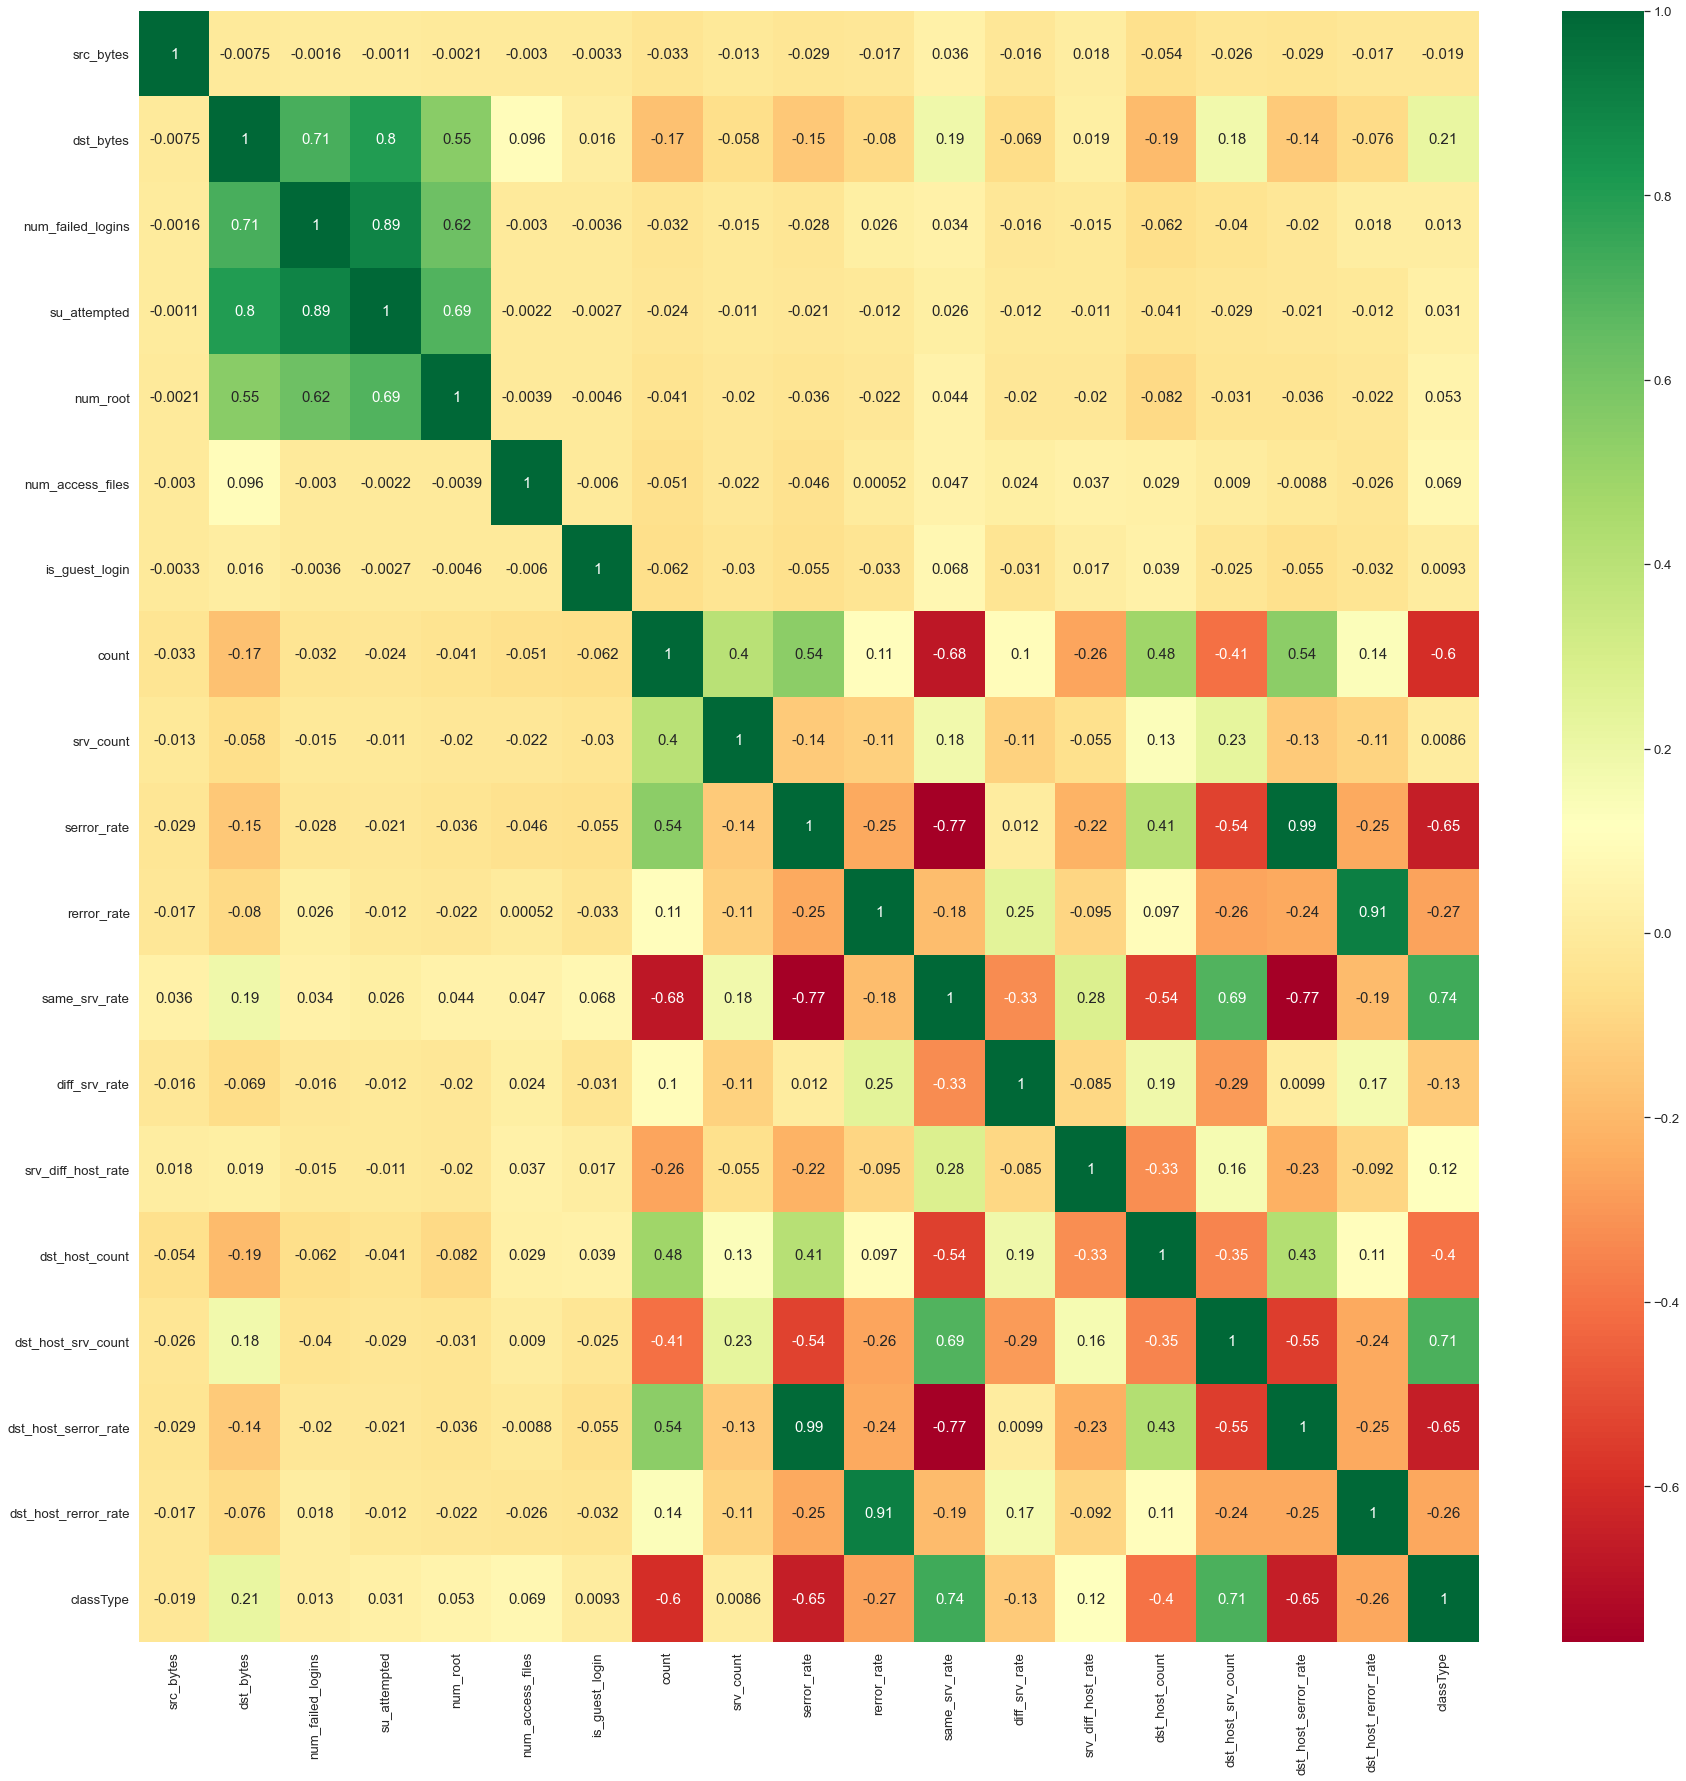 src_bytes 1 -0.0075 -0.0016 -0.0011 -0.0021 -0.003 -0.0033 -0.033 -0.013 -0.029 -0.017 0.036 -0.016 0.018 -0.054 -0.026 -0.029 -0.017 -0.019
dst_bytes -0.0075 1 0.71 0.8 0.55 0.096 0.016 -0.17 -0.058 -0.15 -0.08 0.19 -0.069 0.019 -0.19 0.18 -0.14 -0.076 0.21
num_failed_logins -0.0016 0.71 1 0.89 0.62 -0.003 -0.0036 -0.032 -0.015 -0.028 0.026 0.034 -0.016 -0.015 -0.062 -0.04 -0.02 0.018 0.013
su_attempted -0.0011 0.8 0.89 1 0.69 -0.0022 -0.0027 -0.024 -0.011 -0.021 -0.012 0.026 -0.012 -0.011 -0.041 -0.029 -0.021 -0.012 0.031
num_root -0.0021 0.55 0.62 0.69 1 -0.0039 -0.0046 -0.041 -0.02 -0.036 -0.022 0.044 -0.02 -0.02 -0.082 -0.031 -0.036 -0.022 0.053
num_access_files -0.003 0.096 -0.003 -0.0022 -0.0039 1 -0.006 -0.051 -0.022 -0.046 0.00052 0.047 0.024 0.037 0.029 0.009 -0.0088 -0.026 0.069
is_guest_login -0.0033 0.016 -0.0036 -0.0027 -0.0046 -0.006 1 -0.062 -0.03 -0.055 -0.033 0.068 -0.031 0.017 0.039 -0.025 -0.055 -0.032 0.0093
count -0.033 -0.17 -0.032 -0.024 -0.041 -0.051 -0.062 1 0.4 0.54 0.11 -0.68 0.1 -0.26 0.48 -0.41 0.54 0.14 -0.6
srv_count -0.013 -0.058 -0.015 -0.011 -0.02 -0.022 -0.03 0.4 1 -0.14 -0.11 0.18 -0.11 -0.055 0.13 0.23 -0.13 -0.11 0.0086
serror_rate -0.029 -0.15 -0.028 -0.021 -0.036 -0.046 -0.055 0.54 -0.14 1 -0.25 -0.77 0.012 -0.22 0.41 -0.54 0.99 -0.25 -0.65
rerror_rate -0.017 -0.08 0.026 -0.012 -0.022 0.00052 -0.033 0.11 -0.11 -0.25 1 -0.18 0.25 -0.095 0.097 -0.26 -0.24 0.91 -0.27
same_srv_rate 0.036 0.19 0.034 0.026 0.044 0.047 0.068 -0.68 0.18 -0.77 -0.18 1 -0.33 0.28 -0.54 0.69 -0.77 -0.19 0.74
diff_srv_rate -0.016 -0.069 -0.016 -0.012 -0.02 0.024 -0.031 0.1 -0.11 0.012 0.25 -0.33 1 -0.085 0.19 -0.29 0.0099 0.17 -0.13
srv_diff_host_rate 0.018 0.019 -0.015 -0.011 -0.02 0.037 0.017 -0.26 -0.055 -0.22 -0.095 0.28 -0.085 1 -0.33 0.16 -0.23 -0.092 0.12
dst_host_count -0.054 -0.19 -0.062 -0.041 -0.082 0.029 0.039 0.48 0.13 0.41 0.097 -0.54 0.19 -0.33 1 -0.35 0.43 0.11 -0.4
dst_host_srv_count -0.026 0.18 -0.04 -0.029 -0.031 0.009 -0.025 -0.41 0.23 -0.54 -0.26 0.69 -0.29 0.16 -0.35 1 -0.55 -0.24 0.71
dst_host_serror_rate -0.029 -0.14 -0.02 -0.021 -0.036 -0.0088 -0.055 0.54 -0.13 0.99 -0.24 -0.77 0.0099 -0.23 0.43 -0.55 1 -0.25 -0.65
dst_host_rerror_rate -0.017 -0.076 0.018 -0.012 -0.022 -0.026 -0.032 0.14 -0.11 -0.25 0.91 -0.19 0.17 -0.092 0.11 -0.24 -0.25 1 -0.26
classType -0.019 0.21 0.013 0.031 0.053 0.069 0.0093 -0.6 0.0086 -0.65 -0.27 0.74 -0.13 0.12 -0.4 0.71 -0.65 -0.26 1
src_bytes
dst_bytes
num_failed_logins
su_attempted
num_root
num_access_files
is_guest_login
count
srv_count
serror_rate
rerror_rate
same_srv_rate
diff_srv_rate
srv_diff_host_rate
dst_host_count
dst_host_srv_count
dst_host_serror_rate
dst_host_rerror_rate
classType
1.0
0.8
0.6
0.4
0.2
0.0
−0.2
−0.4
−0.6